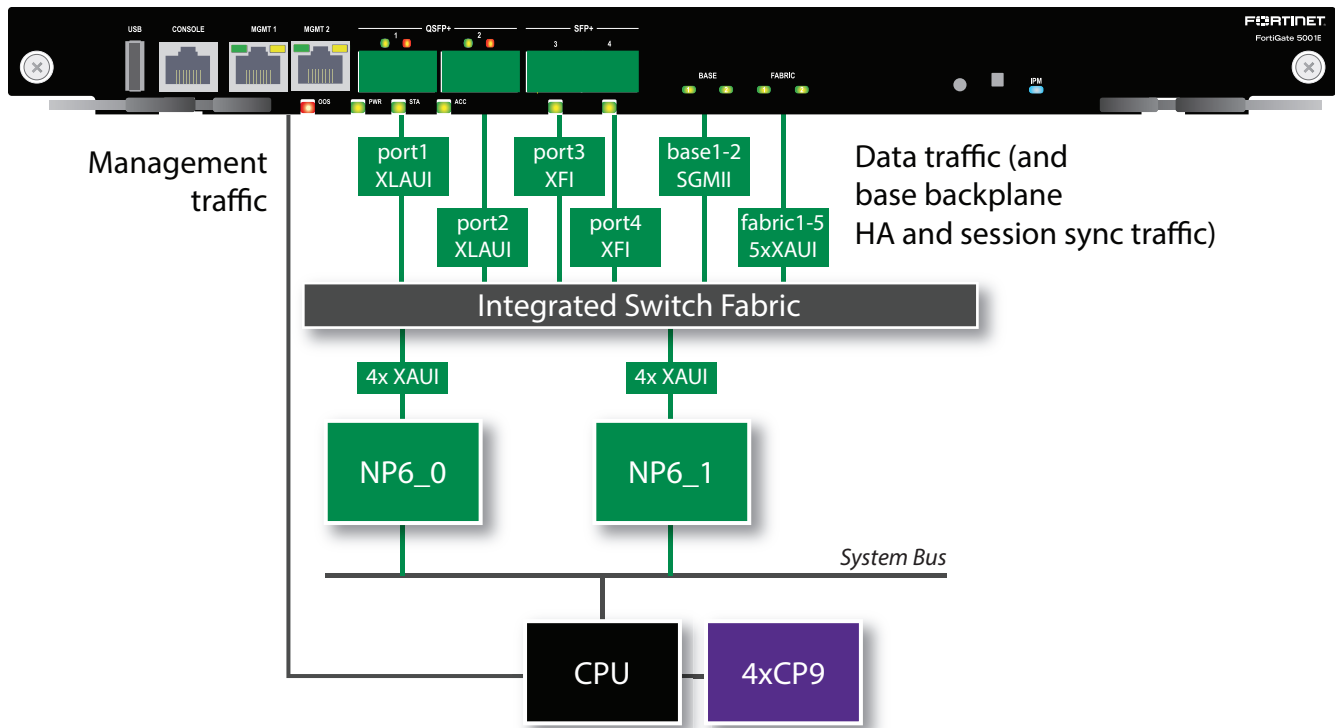 USB
CONSOLE
MGMT 1
MGMT 2
QSFP+
1
2
SFP+
3
4
BASE
FABRIC
IPM
FORTINET
FortiGate 5001E
OOS
PWR
STA
ACC
Management
traffic
port1
XLAUI
port2
XLAUI
port3
XFI
port4
XFI
base1-2
SGMII
fabric1-5
5xXAUI
Data traffic (and
base backplane
HA and session sync traffic)
Integrated Switch Fabric
4x XAUI
4x XAUI
NP6_0
NP6_1
System Bus
CPU
4xCP9